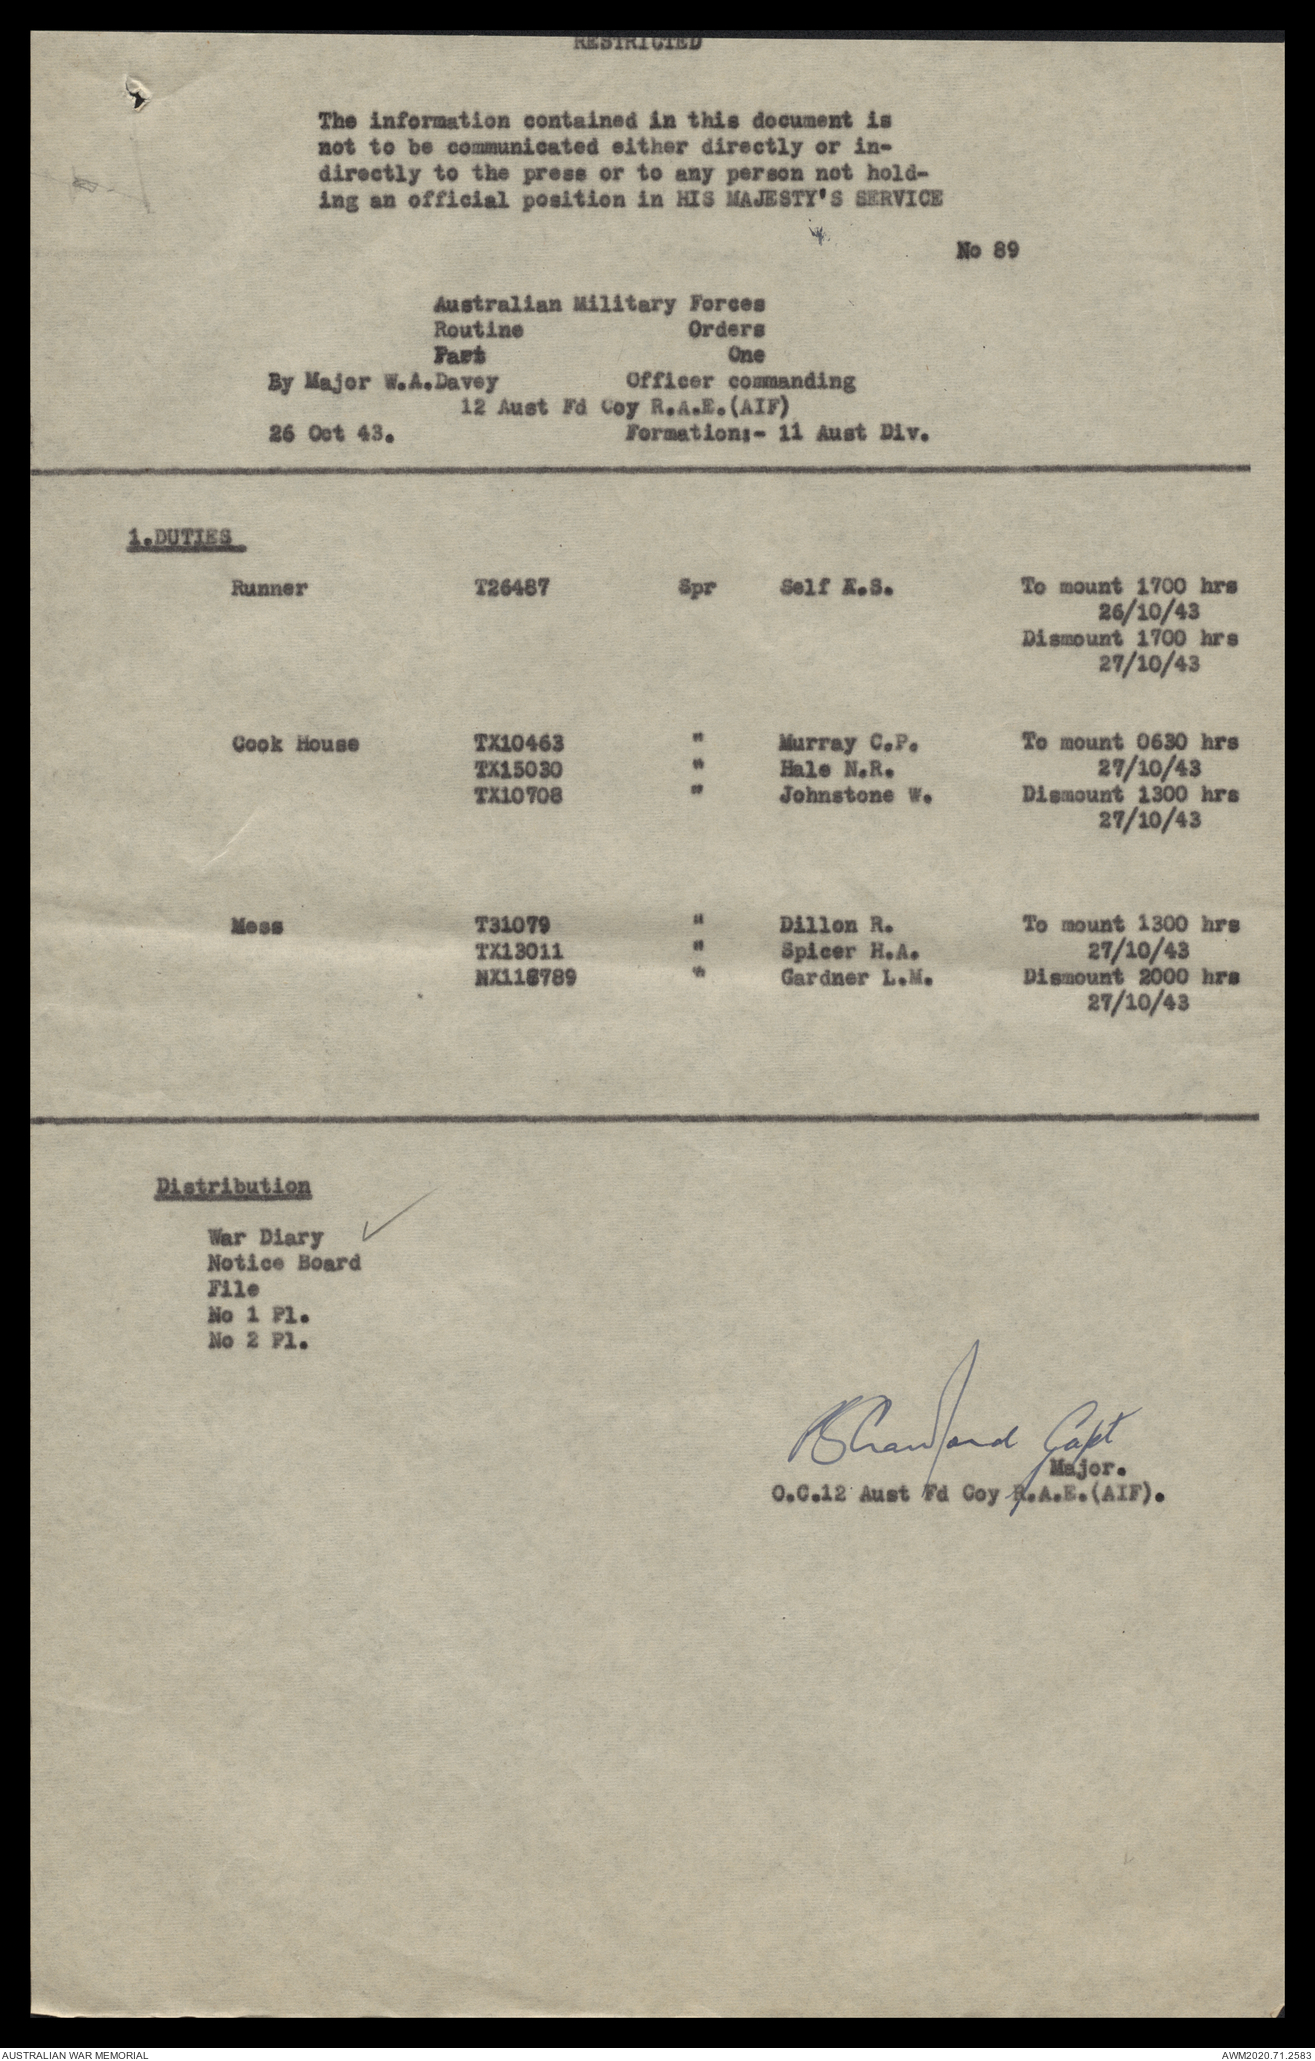 RESTRICTED
The information contained in this document is
not to be communicated either directly or in-
directly to the press or to any person not hold-
ing an official position in HIS MAJESTY'S SERVICE
No 89
Australian Military Forces
Routine Orders
Part One
By Major W.A.Davey Officer commanding
12 Aust Fd Coy R.A.E.(AIF)
26 Oct 43. Formation:- 11 Aust Div.
1.DUTIES
Runner T26487 Spr Self K.S. To mount 1700 hrs
26/10/43
Dismount 1700 hrs
27/10/43
Cook House TX10463 " Murray C.P. To mount 0630 hrs
TX15030 " Hale N.R. 27/10/43
TX10708 " Johnstone W. Dismount 1300 hrs
27/10/43
Mess T31079 " Dillon R. To mount 1300 hrs
TX13011 " Spicer H.A. 27/10/43
NX118789 " Gardner L.M. Dismount 2000 hrs
27/10/43
Distribution
War Diary
Notice Board
File
No 1 Pl.
No 2 Pl.
Crawford Capt
Major.
O.C.12 Aust Fd Coy R.A.E.(AIF).
AUSTRALIAN WAR MEMORIAL AWM2020.71.2583